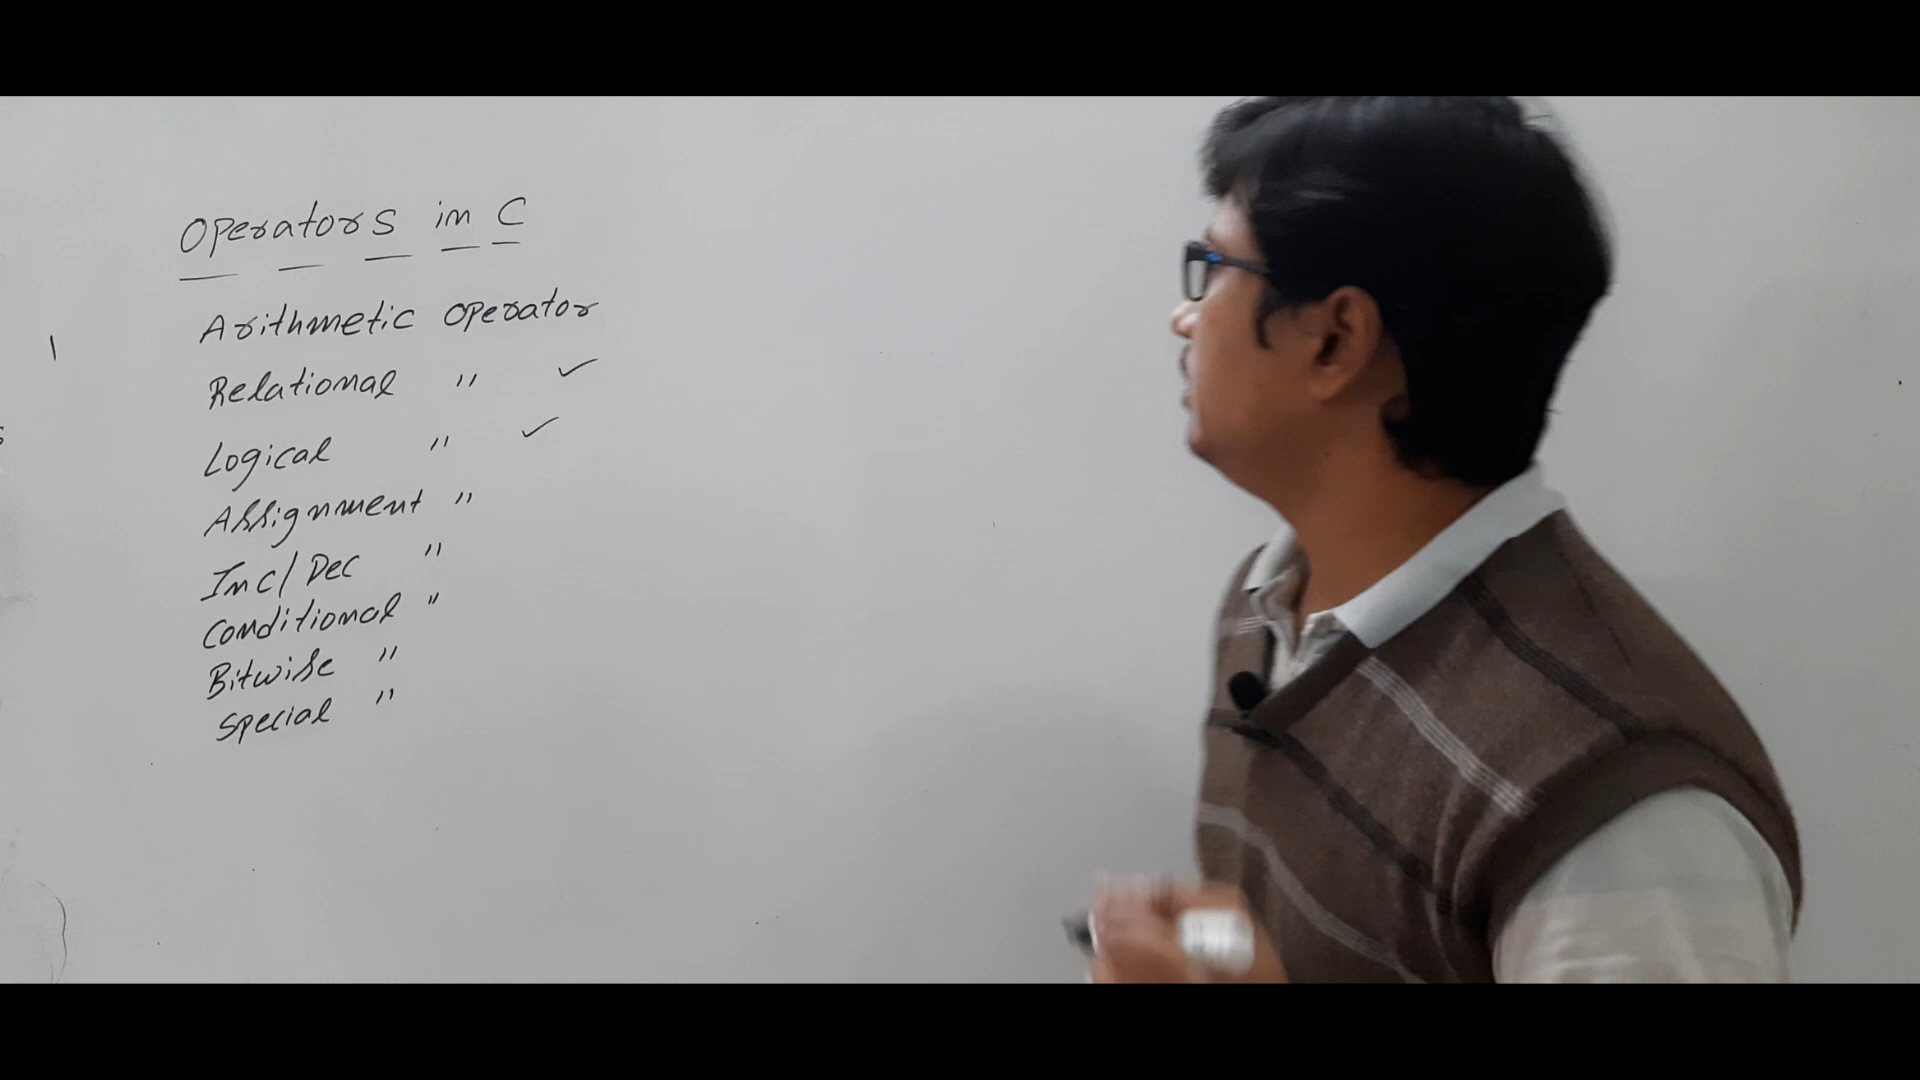 Operators in C
Arithmetic Operator
Relational " ✓
Logical " ✓
Assignment "
Inc/Dec "
Conditional "
Bitwise "
Special "